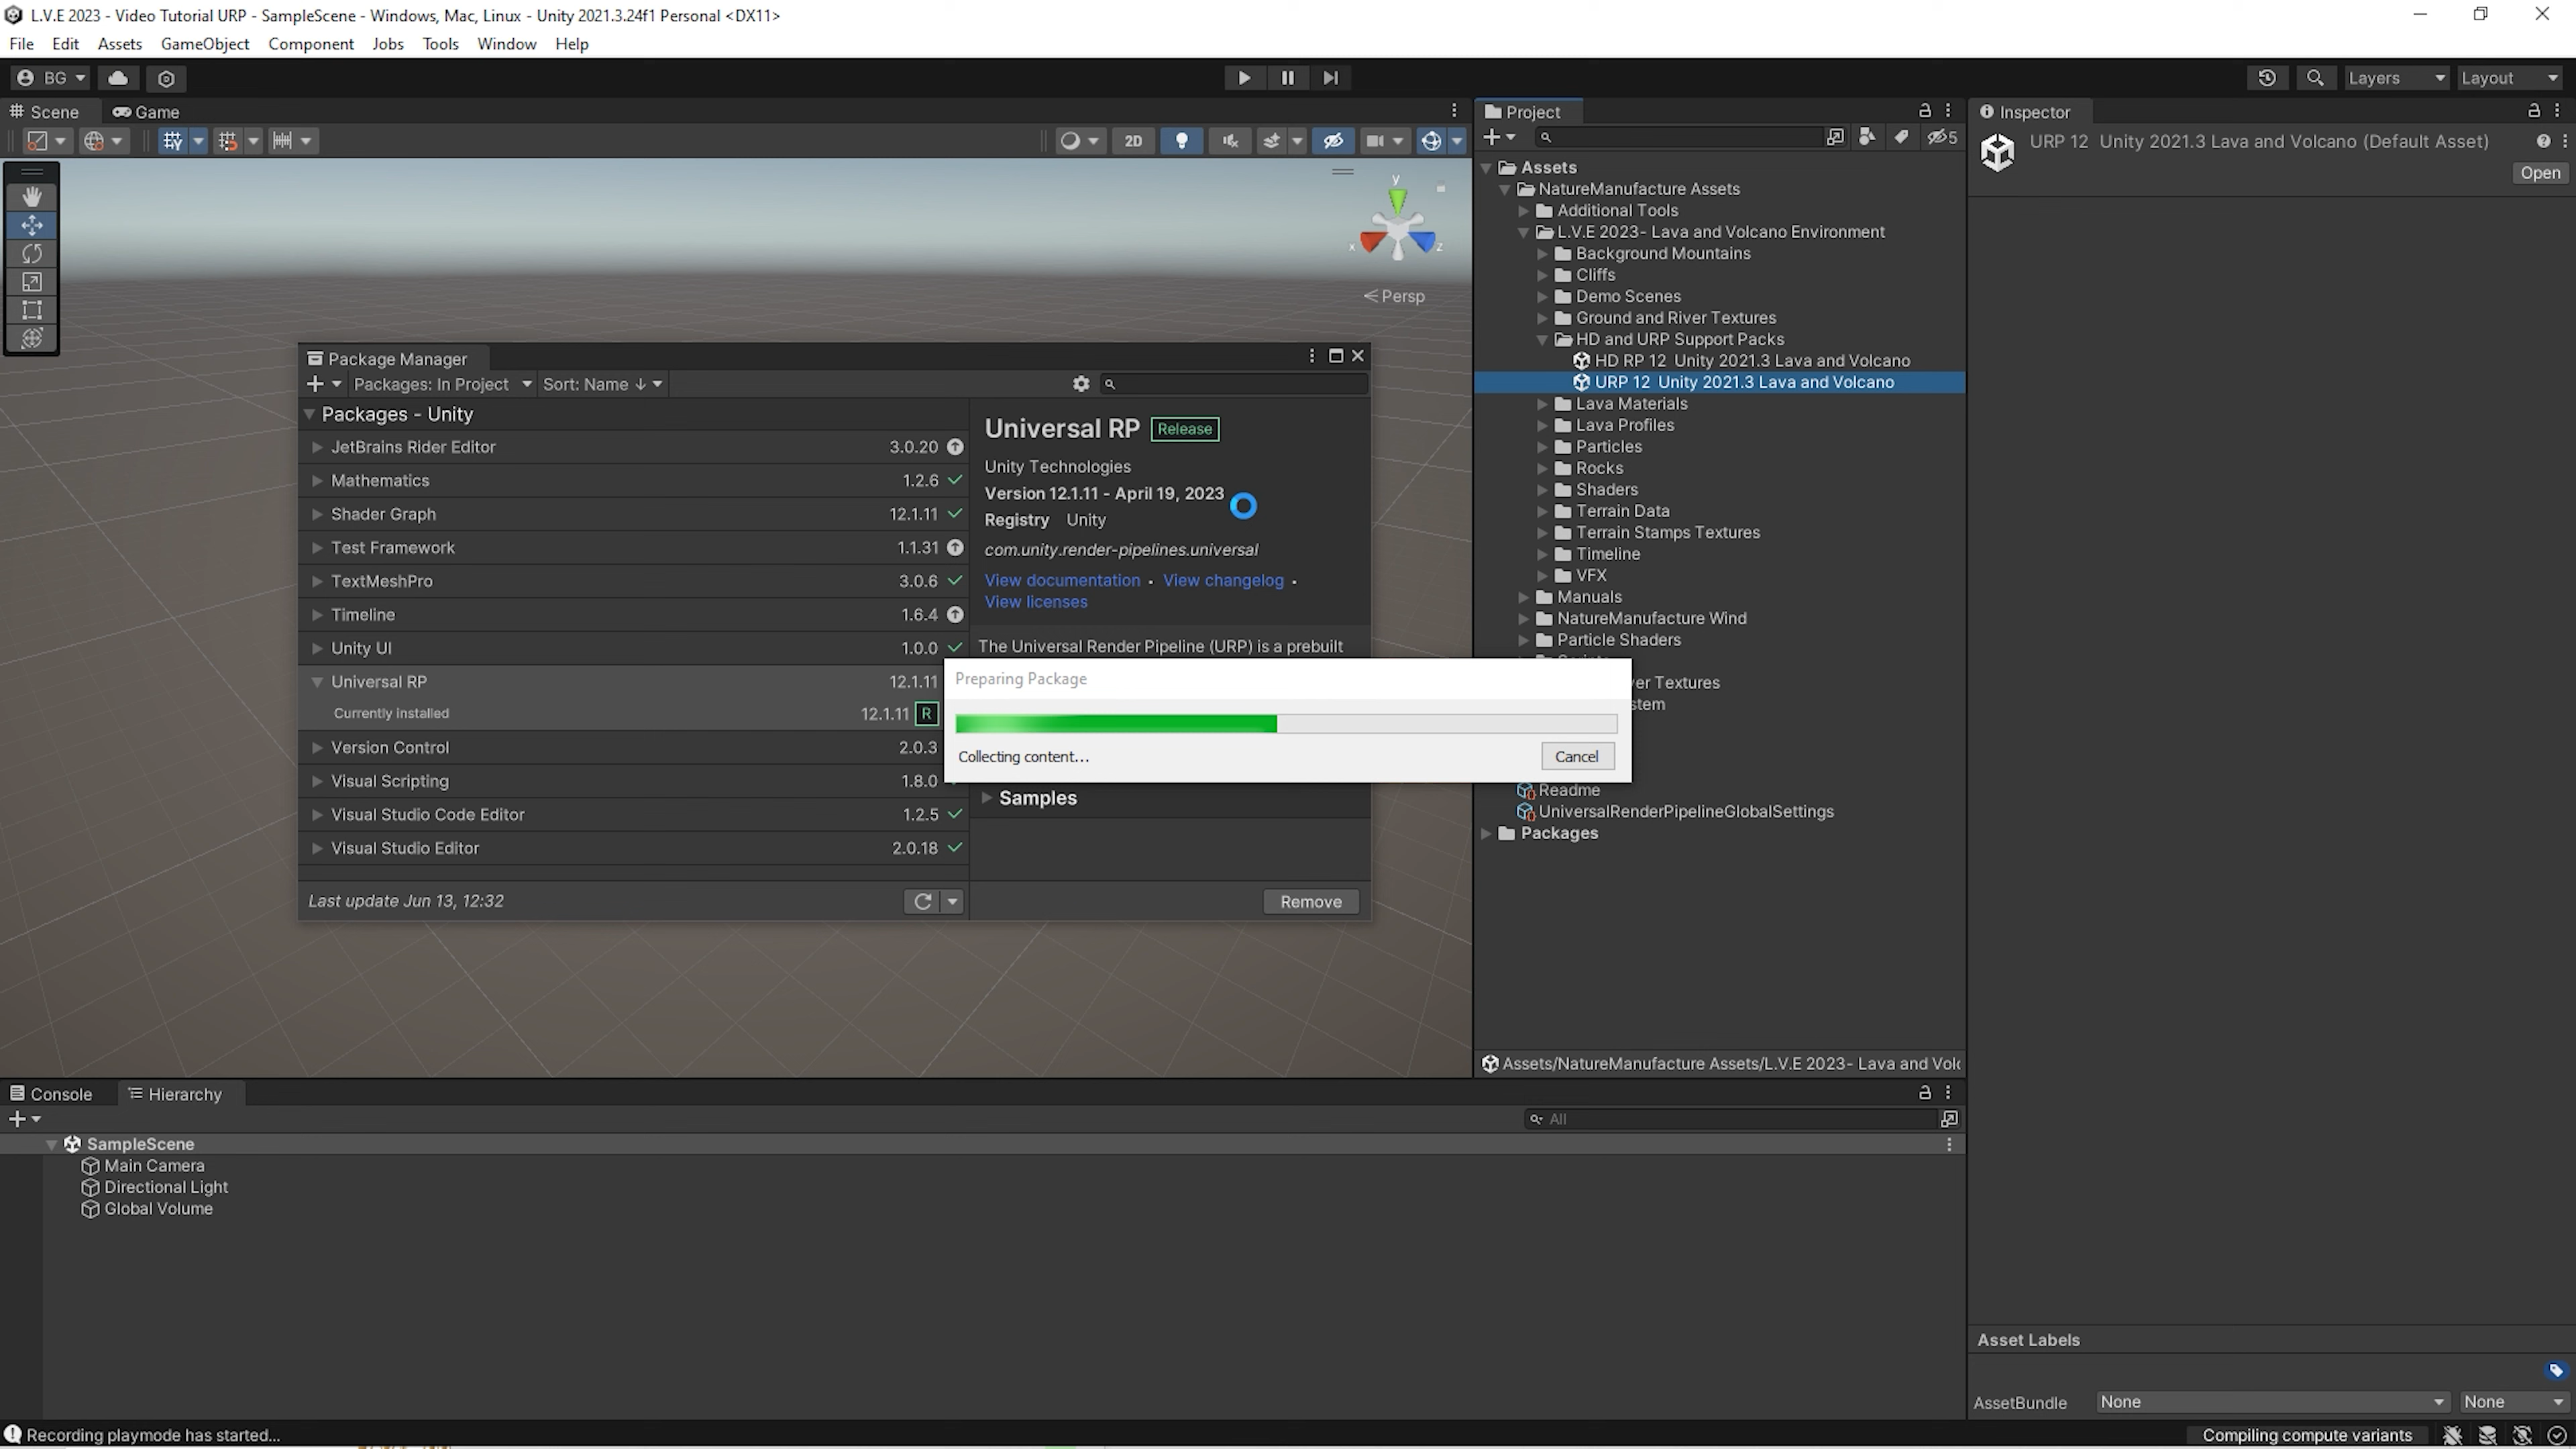 L.V.E 2023 - Video Tutorial URP - SampleScene - Windows, Mac, Linux - Unity 2021.3.24f1 Personal <DX11>
File Edit Assets GameObject Component Jobs Tools Window Help
BG
Layers
Layout
Scene
Game
2D
y
x
z
Persp
Package Manager
Packages: In Project
Sort: Name ↓
Packages - Unity
JetBrains Rider Editor 3.0.20
Mathematics 1.2.6
Shader Graph 12.1.11
Test Framework 1.1.31
TextMeshPro 3.0.6
Timeline 1.6.4
Unity UI 1.0.0
Universal RP 12.1.11
Currently installed 12.1.11 R
Version Control 2.0.3
Visual Scripting 1.8.0
Visual Studio Code Editor 1.2.5
Visual Studio Editor 2.0.18
Last update Jun 13, 12:32
Universal RP Release
Unity Technologies
Version 12.1.11 - April 19, 2023
Registry Unity
com.unity.render-pipelines.universal
View documentation • View changelog •
View licenses
The Universal Render Pipeline (URP) is a prebuilt
Samples
Remove
Preparing Package
Collecting content...
Cancel
Project
5
Assets
NatureManufacture Assets
Additional Tools
L.V.E 2023- Lava and Volcano Environment
Background Mountains
Cliffs
Demo Scenes
Ground and River Textures
HD and URP Support Packs
HD RP 12 Unity 2021.3 Lava and Volcano
URP 12 Unity 2021.3 Lava and Volcano
Lava Materials
Lava Profiles
Particles
Rocks
Shaders
Terrain Data
Terrain Stamps Textures
Timeline
VFX
Manuals
NatureManufacture Wind
Particle Shaders
er Textures
stem
Readme
UniversalRenderPipelineGlobalSettings
Packages
Assets/NatureManufacture Assets/L.V.E 2023- Lava and Volc
Inspector
URP 12 Unity 2021.3 Lava and Volcano (Default Asset)
Open
Console
Hierarchy
All
SampleScene
Main Camera
Directional Light
Global Volume
Asset Labels
AssetBundle None None
Recording playmode has started...
Compiling compute variants